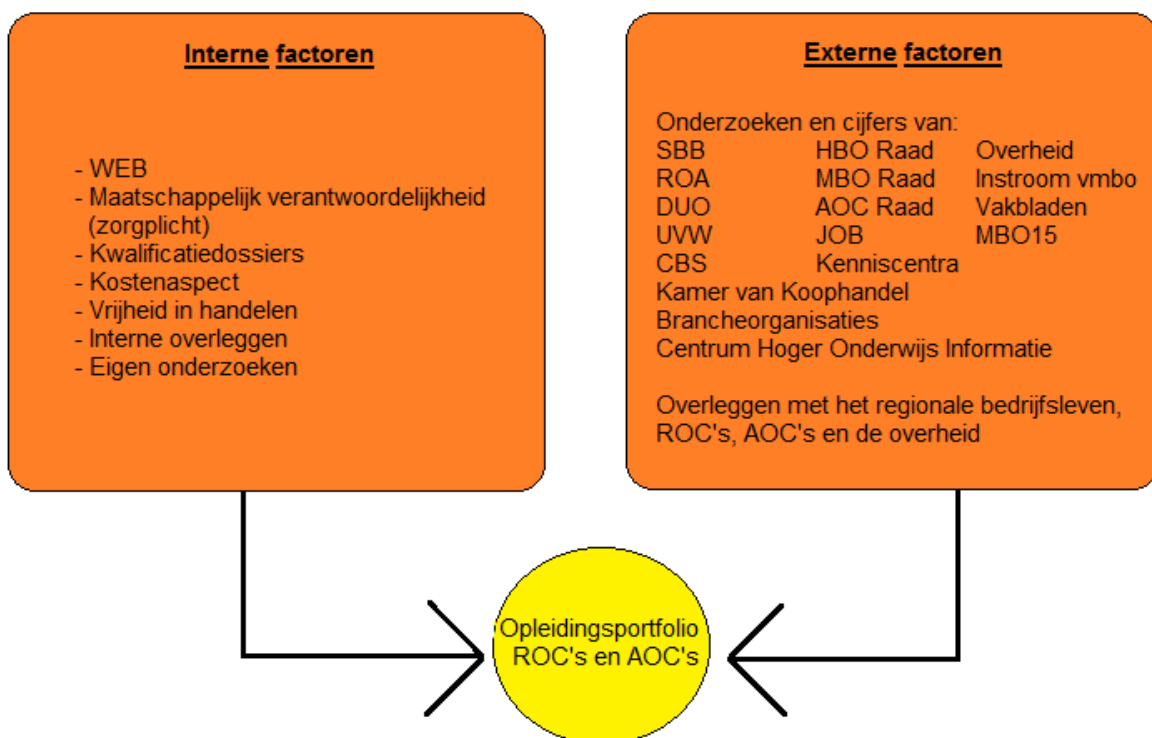 Interne factoren
- WEB
- Maatschappelijk verantwoordelijkheid
(zorgplicht)
- Kwalificatiedossiers
- Kostenaspect
- Vrijheid in handelen
- Interne overleggen
- Eigen onderzoeken
Externe factoren
Onderzoeken en cijfers van:
SBB HBO Raad Overheid
ROA MBO Raad Instroom vmbo
DUO AOC Raad Vakbladen
UVW JOB MBO15
CBS Kenniscentra
Kamer van Koophandel
Brancheorganisaties
Centrum Hoger Onderwijs Informatie
Overleggen met het regionale bedrijfsleven,
ROC's, AOC's en de overheid
Opleidingsportfolio
ROC's en AOC's